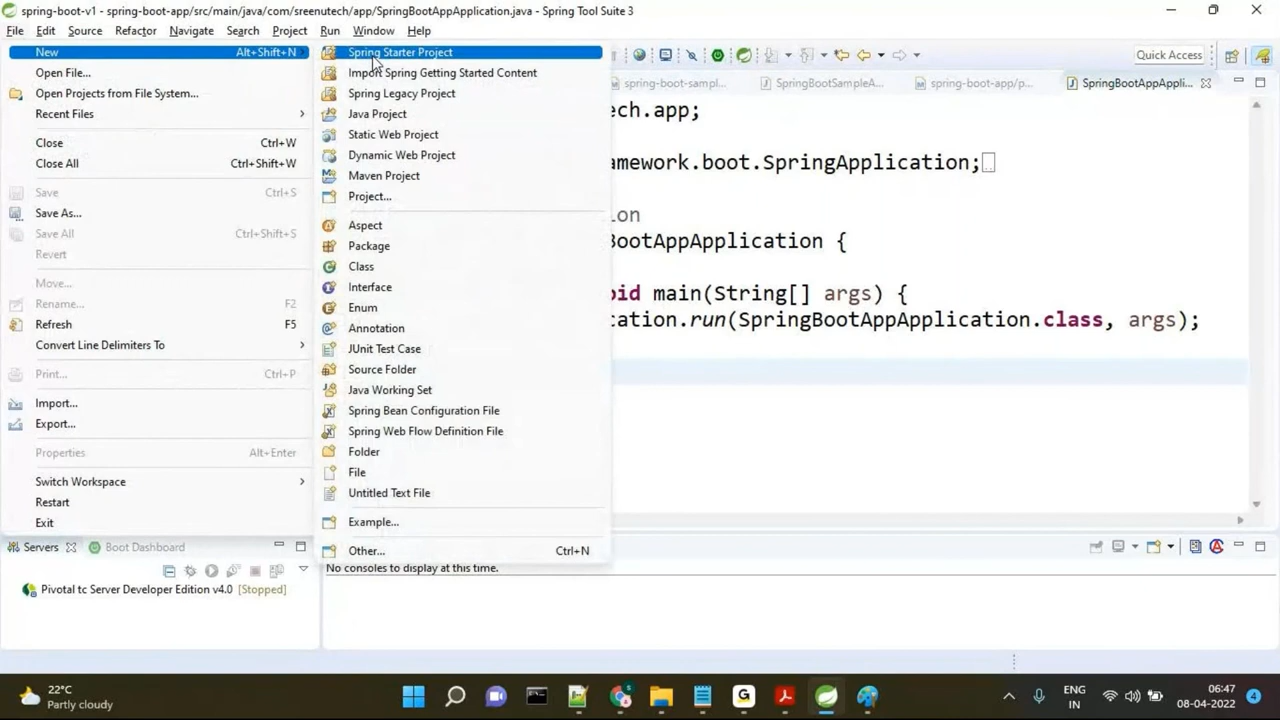 spring-boot-v1 - spring-boot-app/src/main/java/com/sreenutech/app/SpringBootAppApplication.java - Spring Tool Suite 3
File Edit Source Refactor Navigate Search Project Run Window Help
New Alt+Shift+N
Open File...
Open Projects from File System...
Recent Files
Close Ctrl+W
Close All Ctrl+Shift+W
Save Ctrl+S
Save As...
Save All Ctrl+Shift+S
Revert
Move...
Rename... F2
Refresh F5
Convert Line Delimiters To
Print... Ctrl+P
Import...
Export...
Properties Alt+Enter
Switch Workspace
Restart
Exit
Spring Starter Project
Import Spring Getting Started Content
Spring Legacy Project
Java Project
Static Web Project
Dynamic Web Project
Maven Project
Project...
Aspect
Package
Class
Interface
Enum
Annotation
JUnit Test Case
Source Folder
Java Working Set
Spring Bean Configuration File
Spring Web Flow Definition File
Folder
File
Untitled Text File
Example...
Other... Ctrl+N
Quick Access
spring-boot-sampl... SpringBootSampleA... spring-boot-app/p... SpringBootAppAppli...
ech.app;
amework.boot.SpringApplication;
ion
BootAppApplication {
oid main(String[] args) {
cation.run(SpringBootAppApplication.class, args);
Servers Boot Dashboard
Pivotal tc Server Developer Edition v4.0 [Stopped]
No consoles to display at this time.
22°C
Partly cloudy
ENG
IN
06:47
08-04-2022
4